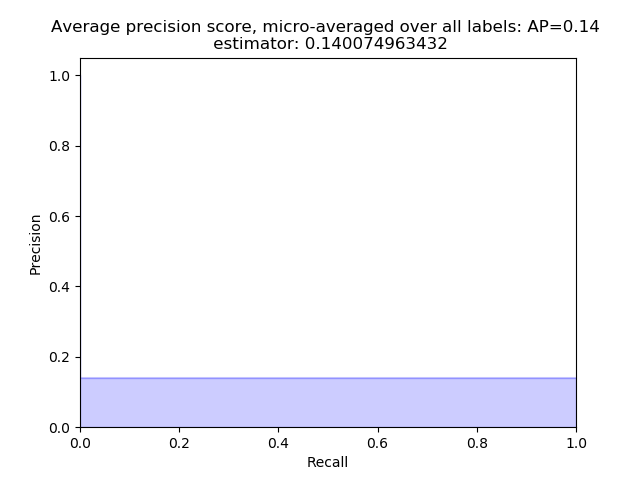 Average precision score, micro-averaged over all labels: AP=0.14
estimator: 0.140074963432
1.0
0.8
0.6
0.4
0.2
0.0
Precision
0.0 0.2 0.4 0.6 0.8 1.0
Recall